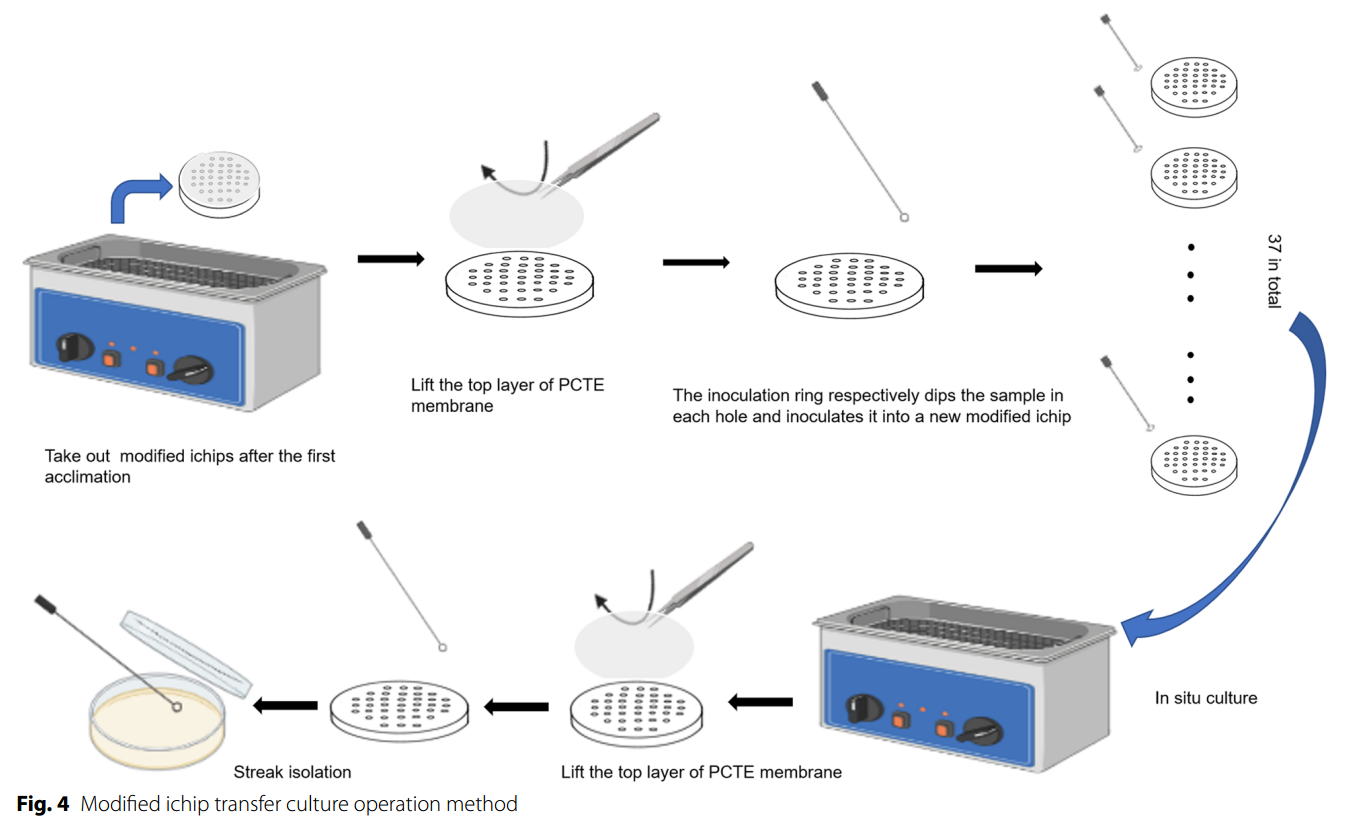 37 in total
Lift the top layer of PCTE
membrane
The inoculation ring respectively dips the sample in
each hole and inoculates it into a new modified ichip
Take out modified ichips after the first
acclimation
In situ culture
Lift the top layer of PCTE membrane
Streak isolation
Fig. 4 Modified ichip transfer culture operation method